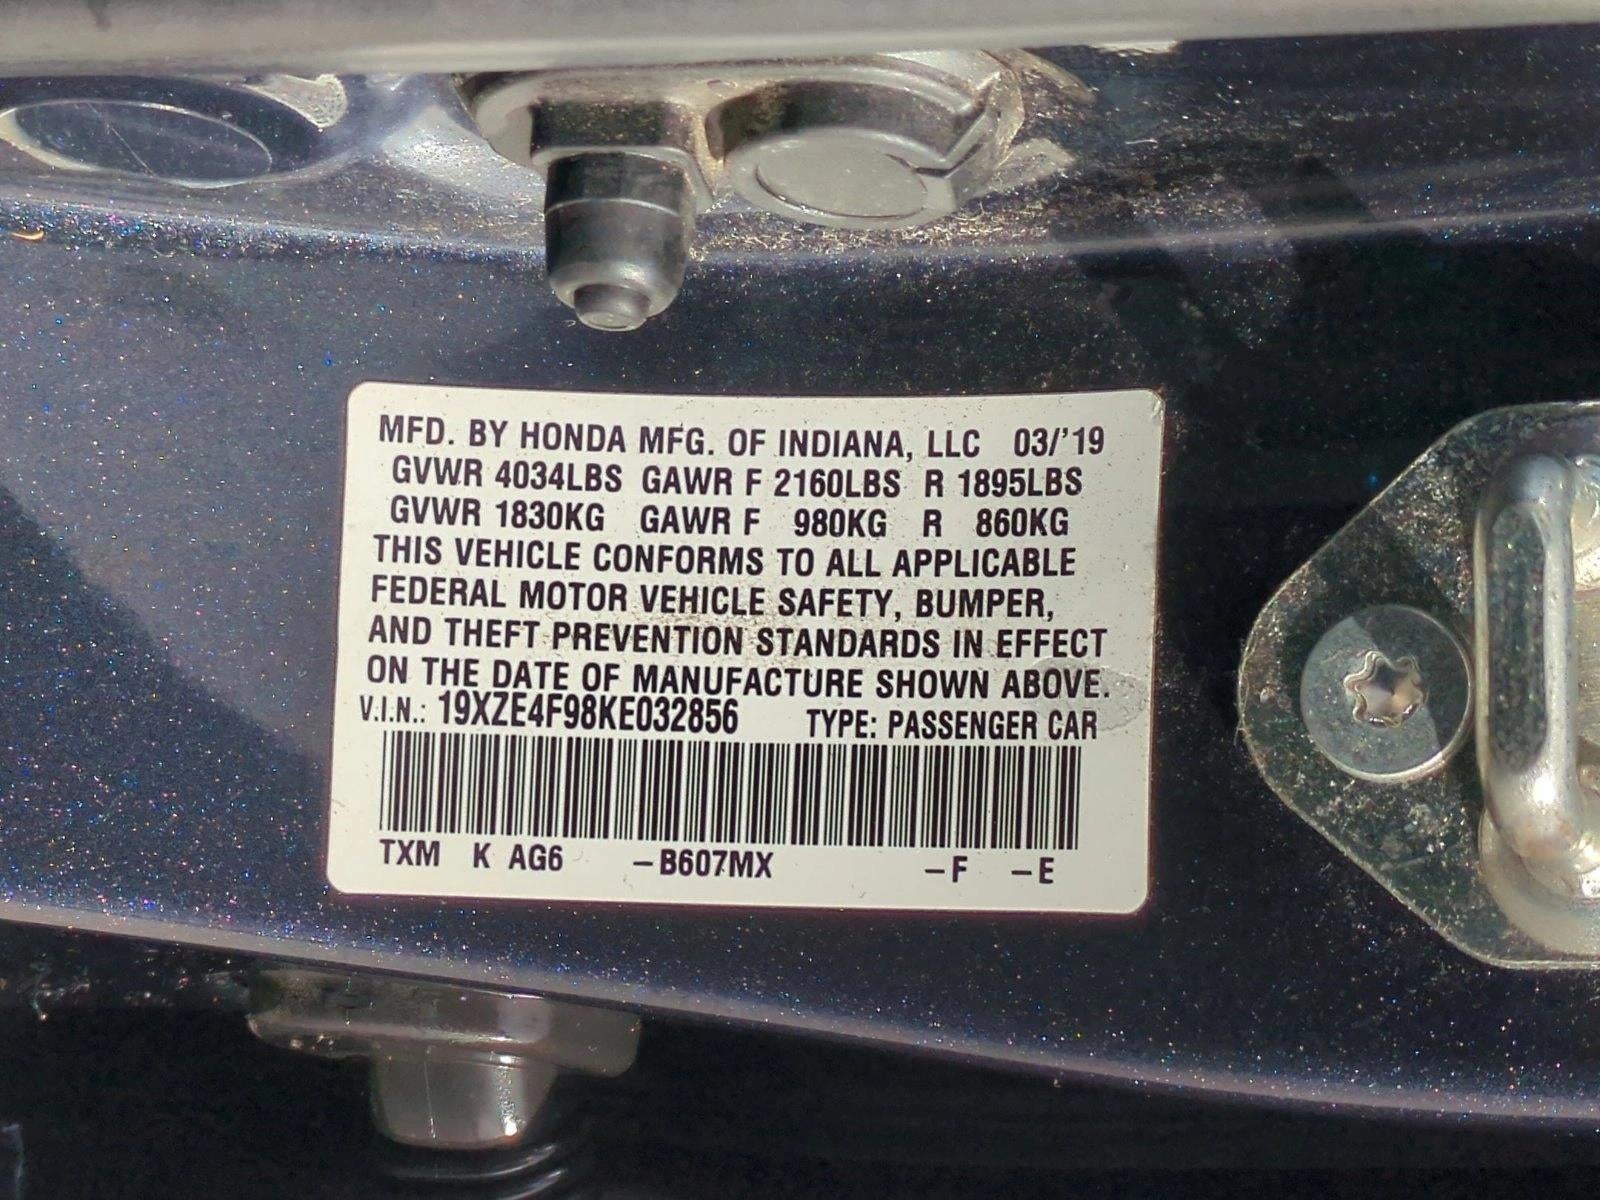 MFD. BY HONDA MFG. OF INDIANA, LLC 03/'19
GVWR 4034LBS GAWR F 2160LBS R 1895LBS
GVWR 1830KG GAWR F 980KG R 860KG
THIS VEHICLE CONFORMS TO ALL APPLICABLE
FEDERAL MOTOR VEHICLE SAFETY, BUMPER,
AND THEFT PREVENTION STANDARDS IN EFFECT
ON THE DATE OF MANUFACTURE SHOWN ABOVE.
V.I.N.: 19XZE4F98KE032856 TYPE: PASSENGER CAR
TXM K AG6 –B607MX –F –E